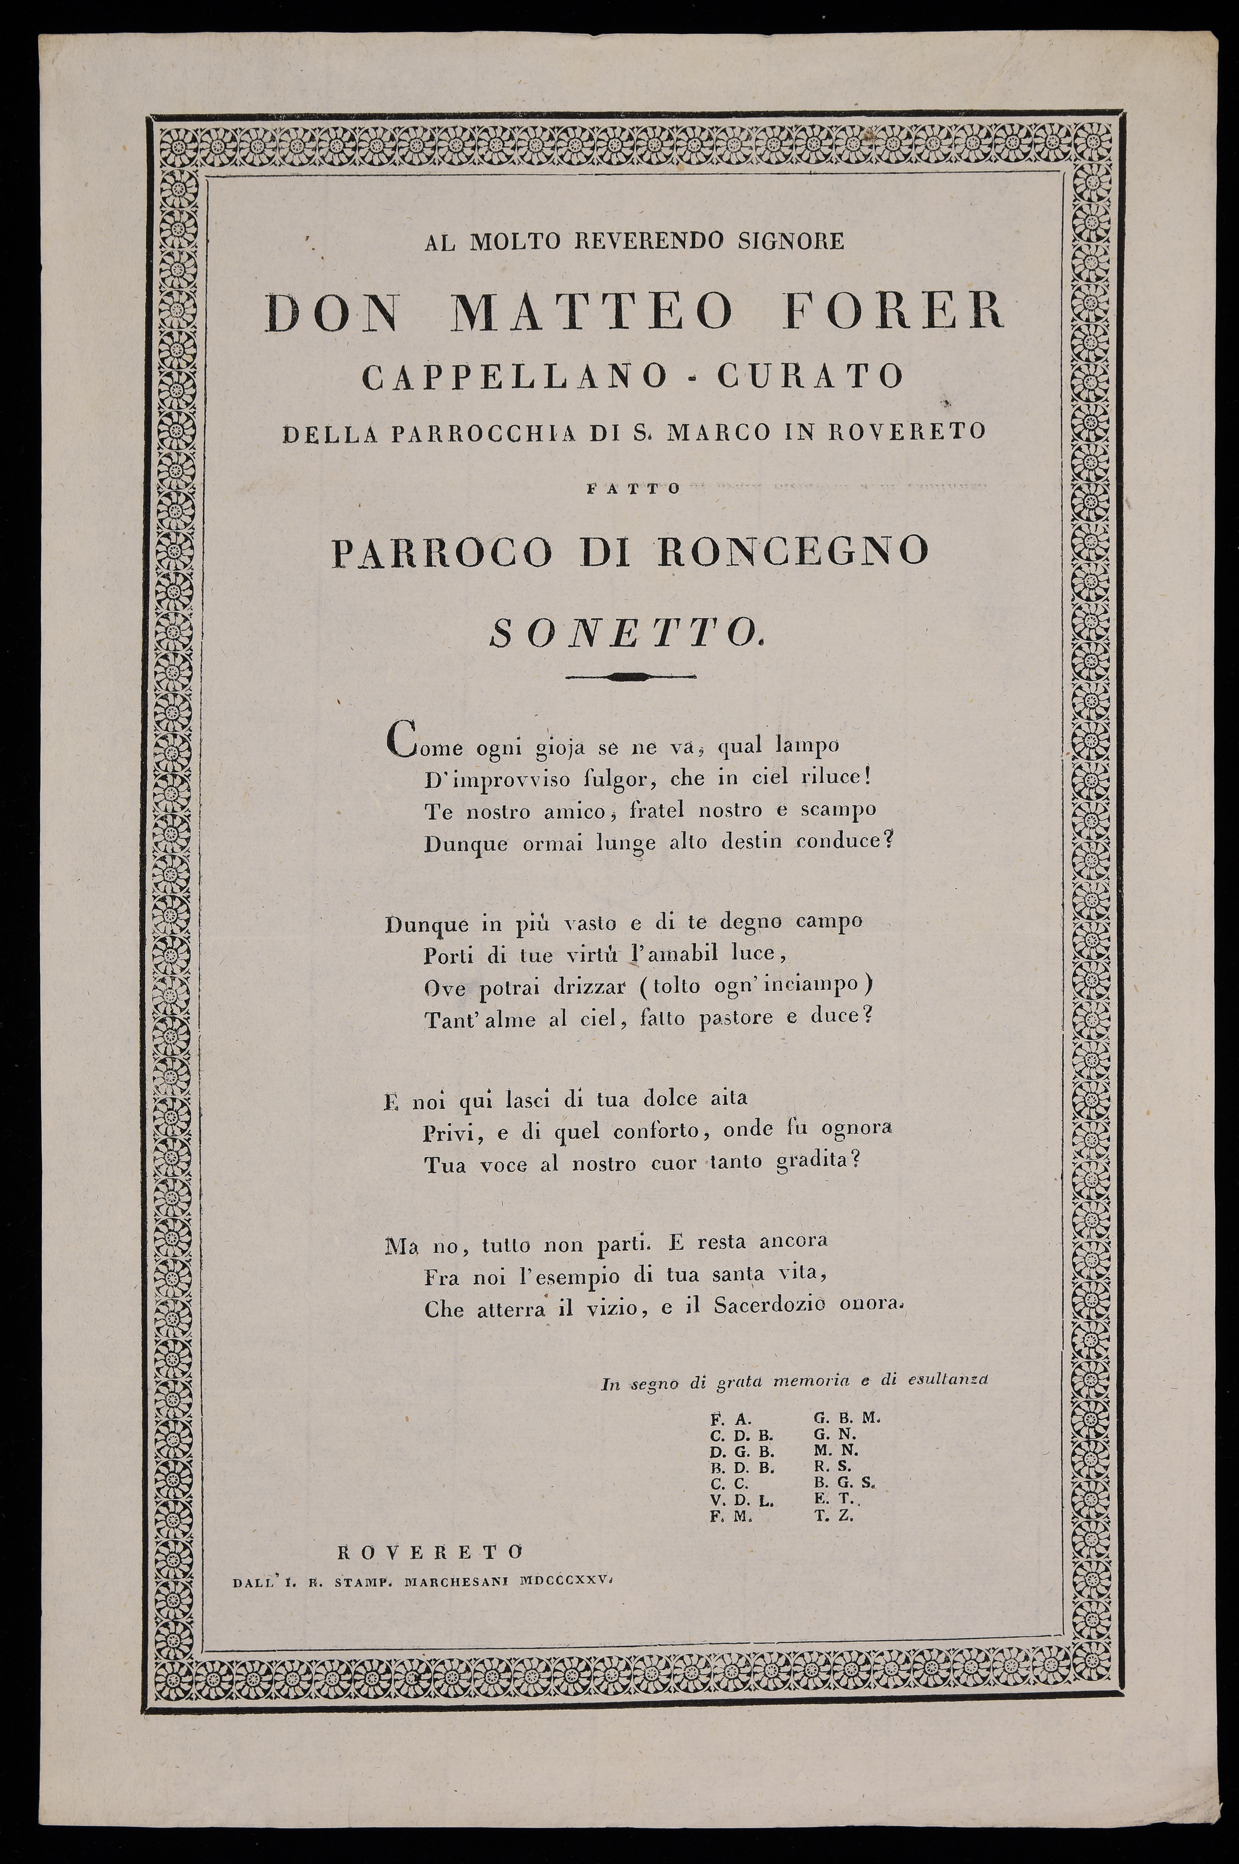 AL MOLTO REVERENDO SIGNORE
DON MATTEO FORER
CAPPELLANO - CURATO
DELLA PARROCCHIA DI S. MARCO IN ROVERETO
FATTO
PARROCO DI RONCEGNO
SONETTO.
Come ogni gioja se ne va, qual lampo
D'improvviso fulgor, che in ciel riluce!
Te nostro amico, fratel nostro e scampo
Dunque ormai lunge alto destin conduce?
Dunque in più vasto e di te degno campo
Porti di tue virtù l'amabil luce,
Ove potrai drizzar (tolto ogn' inciampo)
Tant' alme al ciel, fatto pastore e duce?
E noi qui lasci di tua dolce aita
Privi, e di quel conforto, onde fu ognora
Tua voce al nostro cuor tanto gradita?
Ma no, tutto non parti. E resta ancora
Fra noi l'esempio di tua santa vita,
Che atterra il vizio, e il Sacerdozio onora.
In segno di grata memoria e di esultanza
F. A. G. B. M.
C. D. B. G. N.
D. G. B. M. N.
B. D. B. R. S.
C. C. B. G. S.
V. D. L. E. T.
F. M. T. Z.
ROVERETO
DALL' I. R. STAMP. MARCHESANI MDCCCXXV.